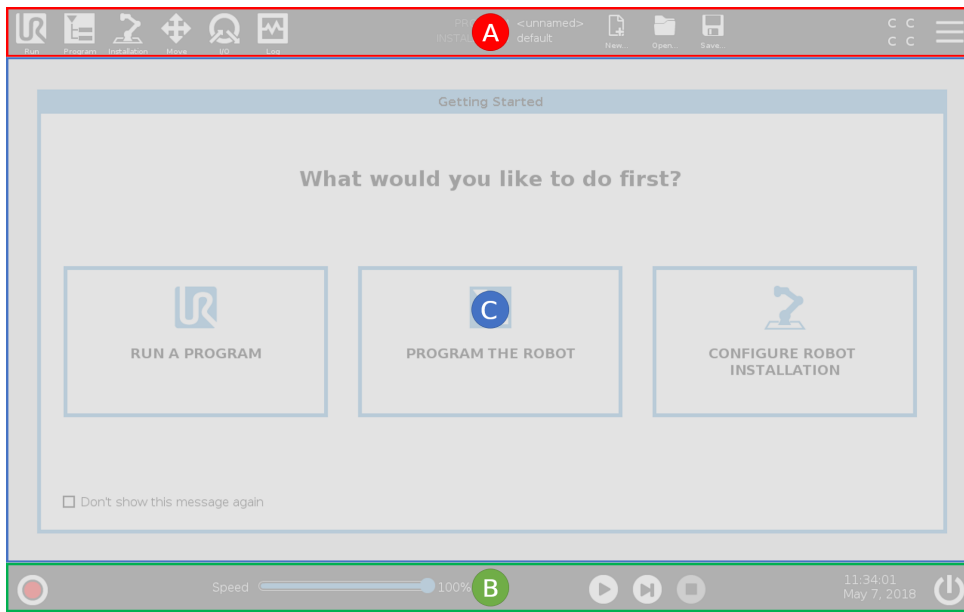 Run Program Installation Move I/O Log
PR
<unnamed>
INSTA
default
New... Open... Save...
C C
C C
A
Getting Started
What would you like to do first?
RUN A PROGRAM
C
PROGRAM THE ROBOT
CONFIGURE ROBOT
INSTALLATION
Don't show this message again
Speed 100% B
11:34:01
May 7, 2018